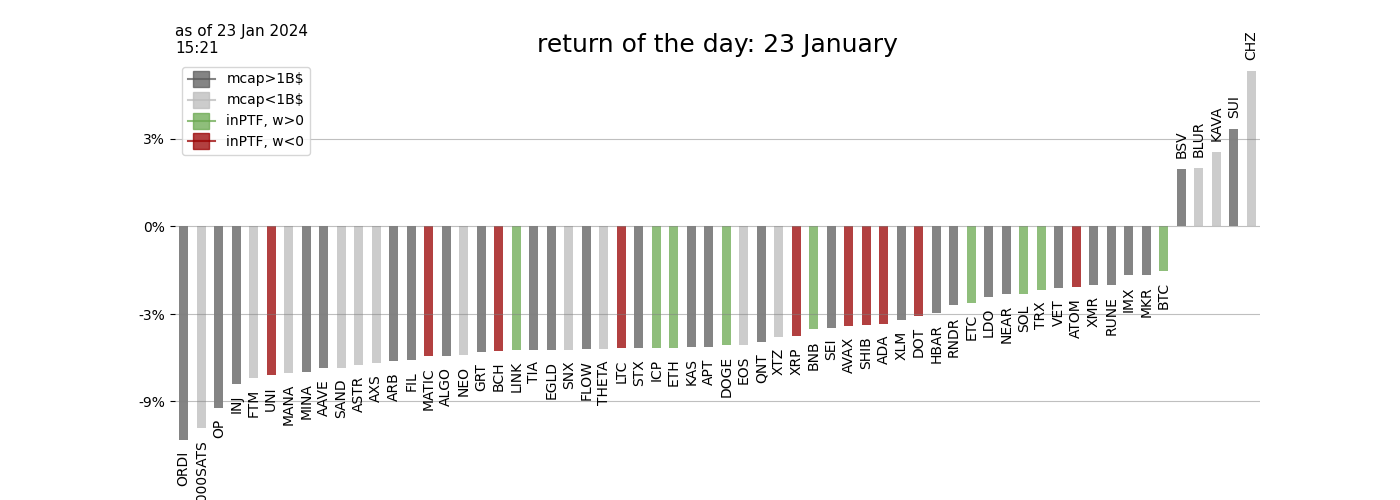 as of 23 Jan 2024
15:21
return of the day: 23 January
mcap>1B$
mcap<1B$
inPTF, w>0
inPTF, w<0
3%
0%
-3%
-9%
ORDI
000SATS
OP
INJ
FTM
UNI
MANA
MINA
AAVE
SAND
ASTR
AXS
ARB
FIL
MATIC
ALGO
NEO
GRT
BCH
LINK
TIA
EGLD
SNX
FLOW
THETA
LTC
STX
ICP
ETH
KAS
APT
DOGE
EOS
QNT
XTZ
XRP
BNB
SEI
AVAX
SHIB
ADA
XLM
DOT
HBAR
RNDR
ETC
LDO
NEAR
SOL
TRX
VET
ATOM
XMR
RUNE
IMX
MKR
BTC
BSV
BLUR
KAVA
SUI
CHZ